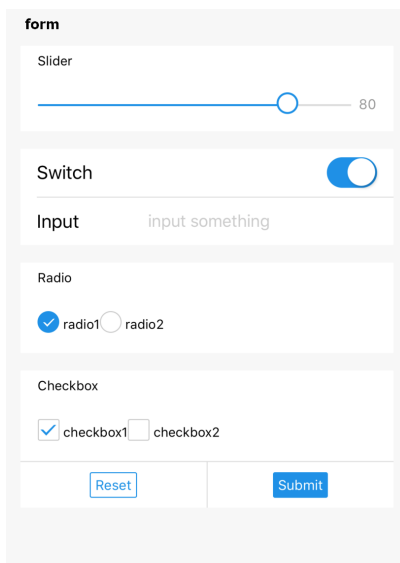 form
Slider
80
Switch
Input input something
Radio
radio1 radio2
Checkbox
checkbox1 checkbox2
Reset Submit